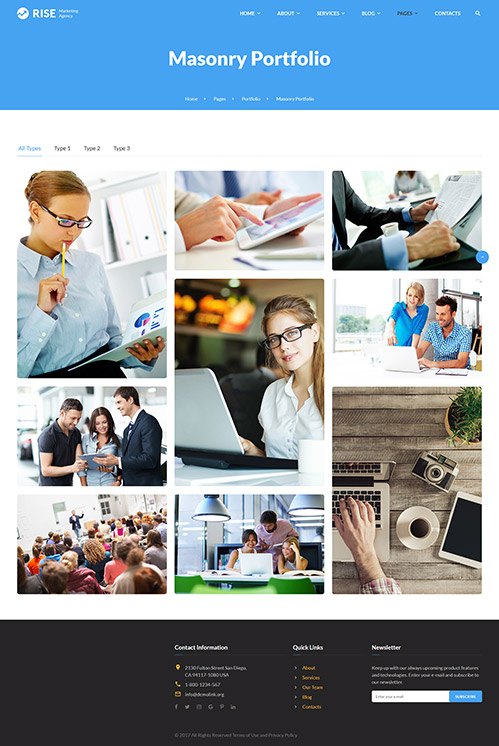 RISE Marketing Agency
HOME ABOUT SERVICES BLOG PAGES CONTACTS
Masonry Portfolio
Home Pages Portfolio Masonry Portfolio
All Types Type 1 Type 2 Type 3
Contact Information
2130 Fulton Street San Diego,
CA 94117-1080 USA
1-800-1234-567
info@demolink.org
Quick Links
About
Services
Our Team
Blog
Contacts
Newsletter
Keep up with our always upcoming product features
and technologies. Enter your e-mail and subscribe to
our newsletter.
Enter your e-mail SUBSCRIBE
© 2017 All Rights Reserved Terms of Use and Privacy Policy